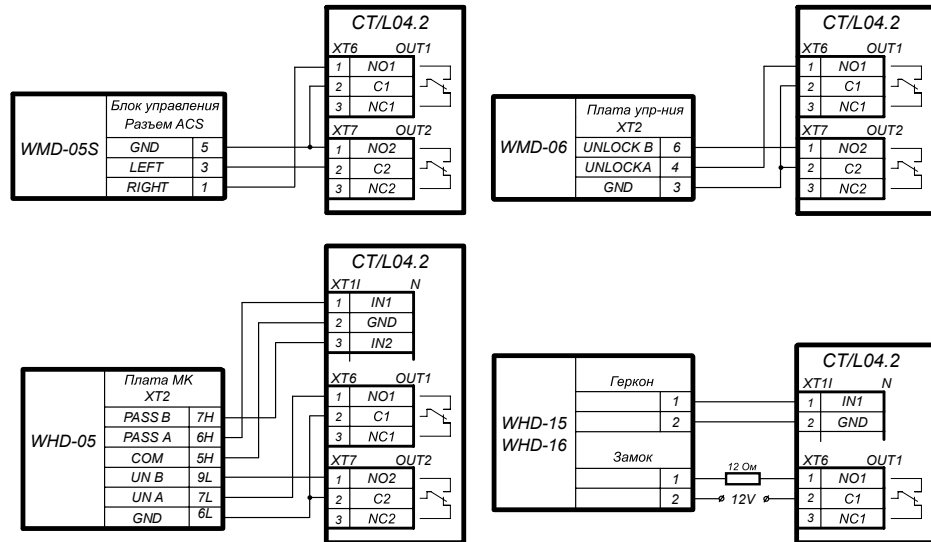 CT/L04.2
XT6 OUT1
1 NO1
2 C1
3 NC1
XT7 OUT2
1 NO2
2 C2
3 NC2
WMD-05S
Блок управления
Разъем ACS
GND 5
LEFT 3
RIGHT 1
CT/L04.2
XT6 OUT1
1 NO1
2 C1
3 NC1
XT7 OUT2
1 NO2
2 C2
3 NC2
WMD-06
Плата упр-ния
XT2
UNLOCK B 6
UNLOCKA 4
GND 3
CT/L04.2
XT1I N
1 IN1
2 GND
3 IN2
XT6 OUT1
1 NO1
2 C1
3 NC1
XT7 OUT2
1 NO2
2 C2
3 NC2
WHD-05
Плата МК
XT2
PASS B 7H
PASS A 6H
COM 5H
UN B 9L
UN A 7L
GND 6L
WHD-15
WHD-16
Геркон
1
2
Замок
1
2
12 Ом
12V
CT/L04.2
XT1I N
1 IN1
2 GND
XT6 OUT1
1 NO1
2 C1
3 NC1